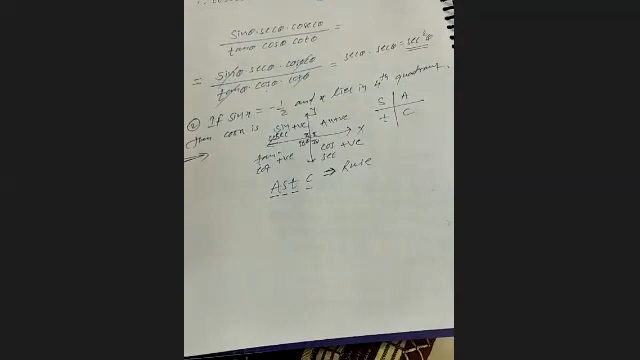 sinθ · secθ · cosecθ =
tanθ cosθ cotθ
= sinθ · secθ · cosecθ = secθ · secθ = sec²θ
tanθ · cosθ · cotθ
② If sinx = -1/2 and x lies in 4th quadrant.
then cosx is
S A
t C
y
sin +ve A all +ve
cosec
X
tan +ve cos +ve
cot sec
A S t C ⇒ Rule